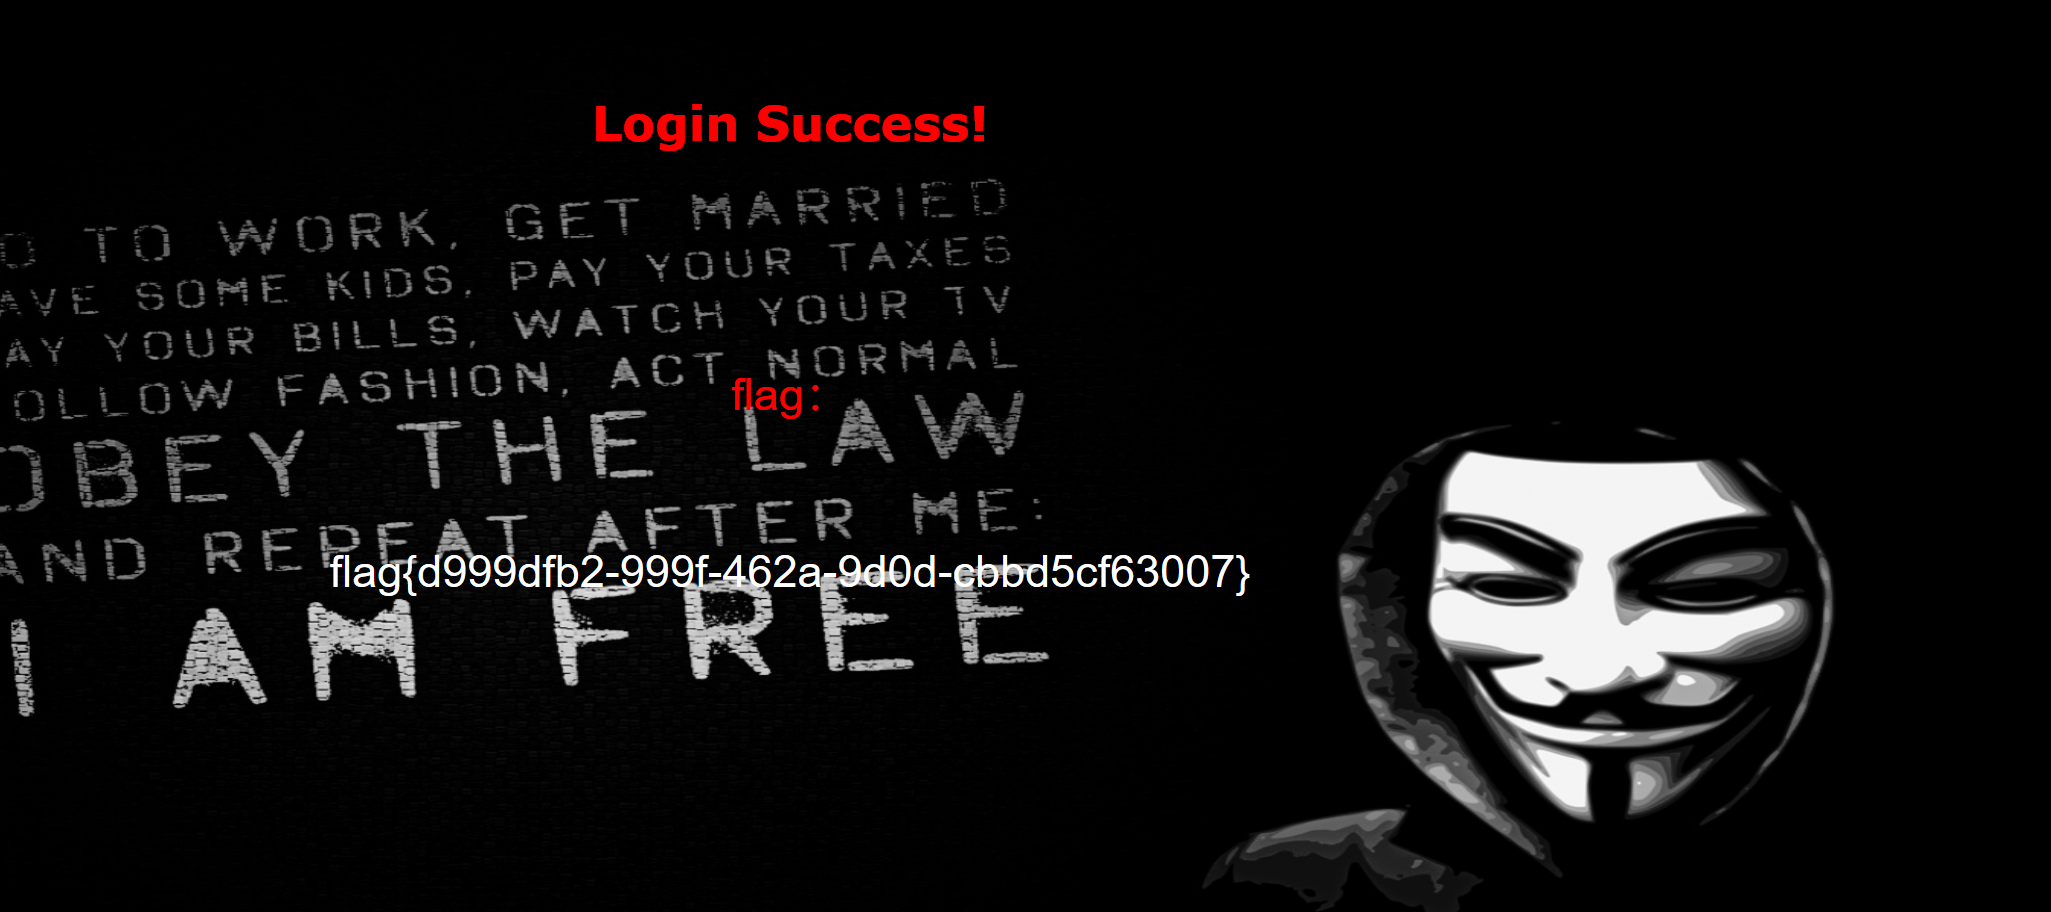 Login Success!
O TO WORK, GET MARRIED
AVE SOME KIDS, PAY YOUR TAXES
AY YOUR BILLS, WATCH YOUR TV
OLLOW FASHION, ACT NORMAL
flag:
OBEY THE LAW
AND REPEAT AFTER ME:
flag{d999dfb2-999f-462a-9d0d-cbbd5cf63007}
I AM FREE